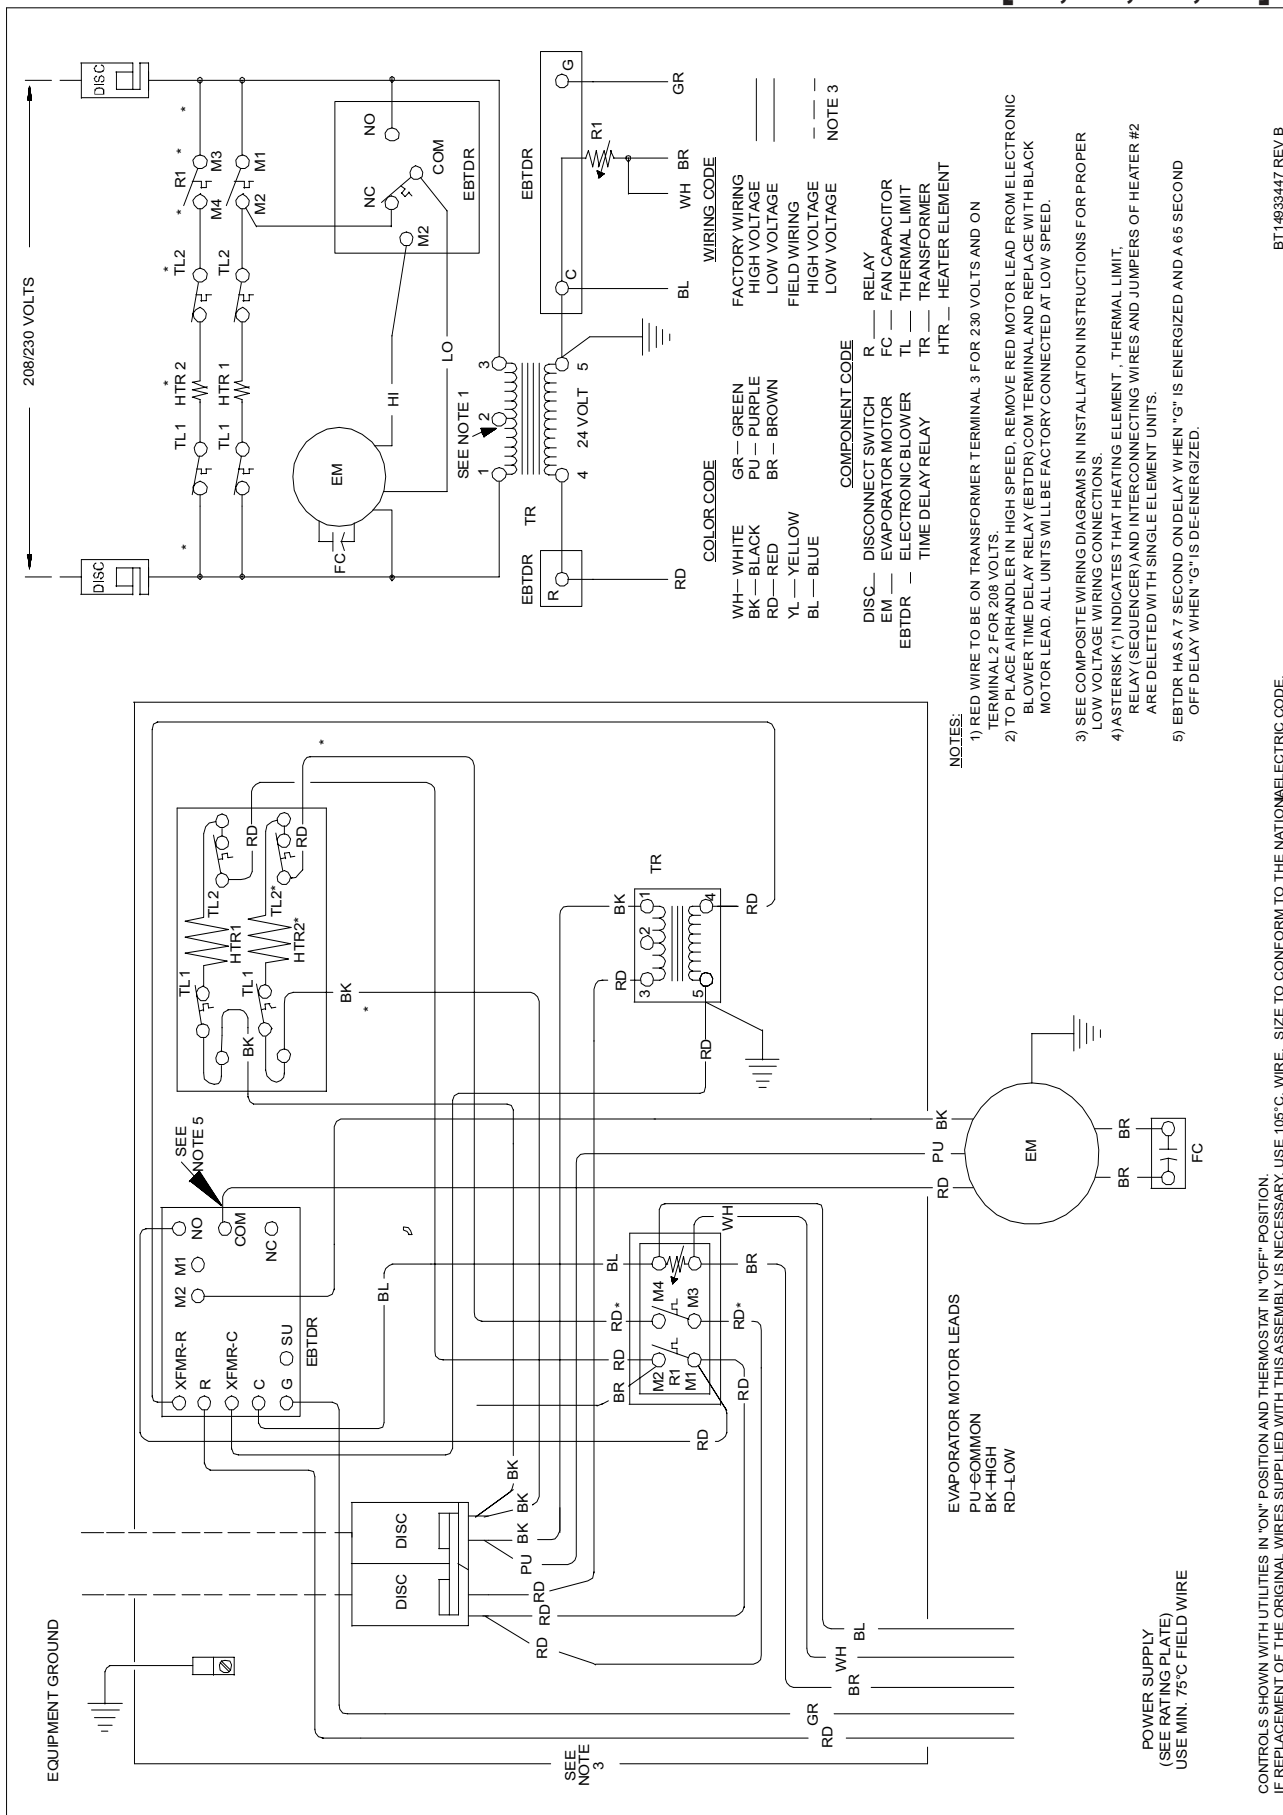 EQUIPMENT GROUND
SEE
NOTE
3
POWER SUPPLY
(SEE RATING PLATE)
USE MIN. 75°C FIELD WIRE
RD
GR
BR
WH
BL
DISC
DISC
RD
RD
RD
PU
BK
BK
BK
XFMR-R
R
XFMR-C
C
G
SU
EBTDR
M2
M1
NO
COM
NC
SEE
NOTE 5
BL
RD
BR
RD
RD*
BL
M2
R1
M1
M4
M3
RD
RD*
BR
WH
EVAPORATOR MOTOR LEADS
PU-COMMON
BK-HIGH
RD-LOW
RD
PU
BK
EM
BR
BR
FC
TL1
HTR1
TL2
RD
TL1
HTR2*
TL2*
RD
BK
BK
*
*
RD
BK
3
2
1
5
4
TR
RD
RD
208/230 VOLTS
DISC
DISC
*
TL1
HTR 2
*
TL2
*
R1
*
*
M4
M3
TL1
HTR 1
TL2
M2
M1
FC
EM
HI
LO
NC
NO
COM
M2
EBTDR
SEE NOTE 1
1
2
3
TR
4
24 VOLT
5
EBTDR
R
RD
EBTDR
C
G
R1
BL
WH
BR
GR
COLOR CODE
WH — WHITE
BK — BLACK
RD — RED
YL — YELLOW
BL — BLUE
GR — GREEN
PU — PURPLE
BR — BROWN
WIRING CODE
FACTORY WIRING
HIGH VOLTAGE
LOW VOLTAGE
FIELD WIRING
HIGH VOLTAGE
LOW VOLTAGE
NOTE 3
COMPONENT CODE
DISC__ DISCONNECT SWITCH
EM __ EVAPORATOR MOTOR
EBTDR _ ELECTRONIC BLOWER
TIME DELAY RELAY
R __ RELAY
FC __ FAN CAPACITOR
TL __ THERMAL LIMIT
TR __ TRANSFORMER
HTR _ HEATER ELEMENT
NOTES:
1) RED WIRE TO BE ON TRANSFORMER TERMINAL 3 FOR 230 VOLTS AND ON
TERMINAL 2 FOR 208 VOLTS.
2) TO PLACE AIRHANDLER IN HIGH SPEED, REMOVE RED MOTOR LEAD FROM ELECTRONIC
BLOWER TIME DELAY RELAY (EBTDR) COM TERMINAL AND REPLACE WITH BLACK
MOTOR LEAD. ALL UNITS WILL BE FACTORY CONNECTED AT LOW SPEED.
3) SEE COMPOSITE WIRING DIAGRAMS IN INSTALLATION INSTRUCTIONS FOR PROPER
LOW VOLTAGE WIRING CONNECTIONS.
4) ASTERISK (*) INDICATES THAT HEATING ELEMENT , THERMAL LIMIT,
RELAY (SEQUENCER) AND INTERCONNECTING WIRES AND JUMPERS OF HEATER #2
ARE DELETED WITH SINGLE ELEMENT UNITS.
5) EBTDR HAS A 7 SECOND ON DELAY WHEN "G" IS ENERGIZED AND A 65 SECOND
OFF DELAY WHEN "G" IS DE-ENERGIZED.
CONTROLS SHOWN WITH UTILITIES IN "ON" POSITION AND THERMOSTAT IN "OFF" POSITION.
IF REPLACEMENT OF THE ORIGINAL WIRES SUPPLIED WITH THIS ASSEMBLY IS NECESSARY, USE 105°C. WIRE. SIZE TO CONFORM TO THE NATIONAL ELECTRIC CODE.
BT14933447 REV B